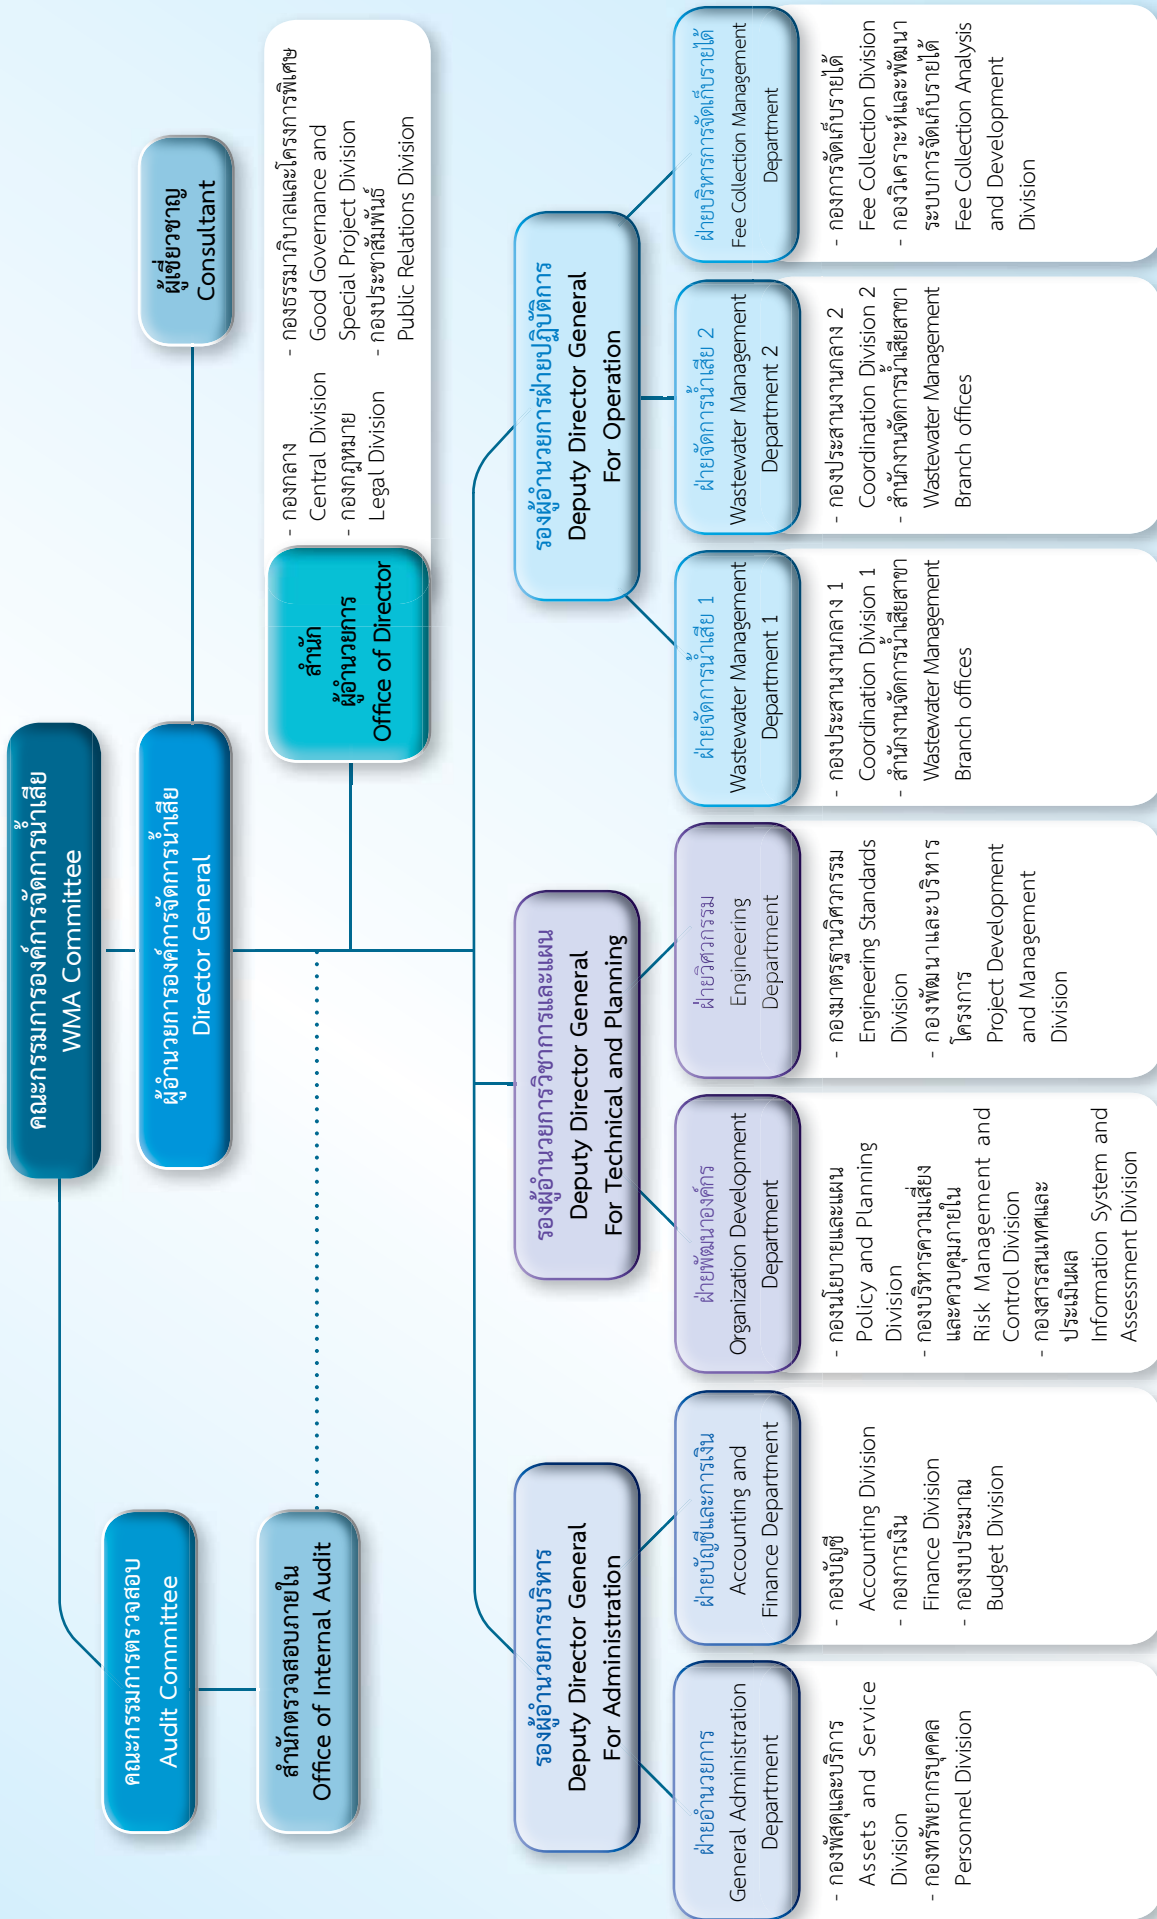 คณะกรรมการองค์การจัดการน้ำเสีย
WMA Committee
ผู้อำนวยการองค์การจัดการน้ำเสีย
Director General
ผู้เชี่ยวชาญ
Consultant
คณะกรรมการตรวจสอบ
Audit Committee
สำนักตรวจสอบภายใน
Office of Internal Audit
สำนัก
ผู้อำนวยการ
Office of Director
- กองกลาง
Central Division
- กองกฎหมาย
Legal Division
- กองธรรมาภิบาลและโครงการพิเศษ
Good Governance and
Special Project Division
- กองประชาสัมพันธ์
Public Relations Division
รองผู้อำนวยการบริหาร
Deputy Director General
For Administration
รองผู้อำนวยการวิชาการและแผน
Deputy Director General
For Technical and Planning
รองผู้อำนวยการฝ่ายปฏิบัติการ
Deputy Director General
For Operation
ฝ่ายอำนวยการ
General Administration
Department
- กองพัสดุและบริการ
Assets and Service
Division
- กองทรัพยากรบุคคล
Personnel Division
ฝ่ายบัญชีและการเงิน
Accounting and
Finance Department
- กองบัญชี
Accounting Division
- กองการเงิน
Finance Division
- กองงบประมาณ
Budget Division
ฝ่ายพัฒนาองค์กร
Organization Development
Department
- กองนโยบายและแผน
Policy and Planning
Division
- กองบริหารความเสี่ยง
และควบคุมภายใน
Risk Management and
Control Division
- กองสารสนเทศและ
ประเมินผล
Information System and
Assessment Division
ฝ่ายวิศวกรรม
Engineering
Department
- กองมาตรฐานวิศวกรรม
Engineering Standards
Division
- กองพัฒนาและบริหาร
โครงการ
Project Development
and Management
Division
ฝ่ายจัดการน้ำเสีย 1
Wastewater Management
Department 1
- กองประสานงานกลาง 1
Coordination Division 1
- สำนักงานจัดการน้ำเสียสาขา
Wastewater Management
Branch offices
ฝ่ายจัดการน้ำเสีย 2
Wastewater Management
Department 2
- กองประสานงานกลาง 2
Coordination Division 2
- สำนักงานจัดการน้ำเสียสาขา
Wastewater Management
Branch offices
ฝ่ายบริหารการจัดเก็บรายได้
Fee Collection Management
Department
- กองการจัดเก็บรายได้
Fee Collection Division
- กองวิเคราะห์และพัฒนา
ระบบการจัดเก็บรายได้
Fee Collection Analysis
and Development
Division